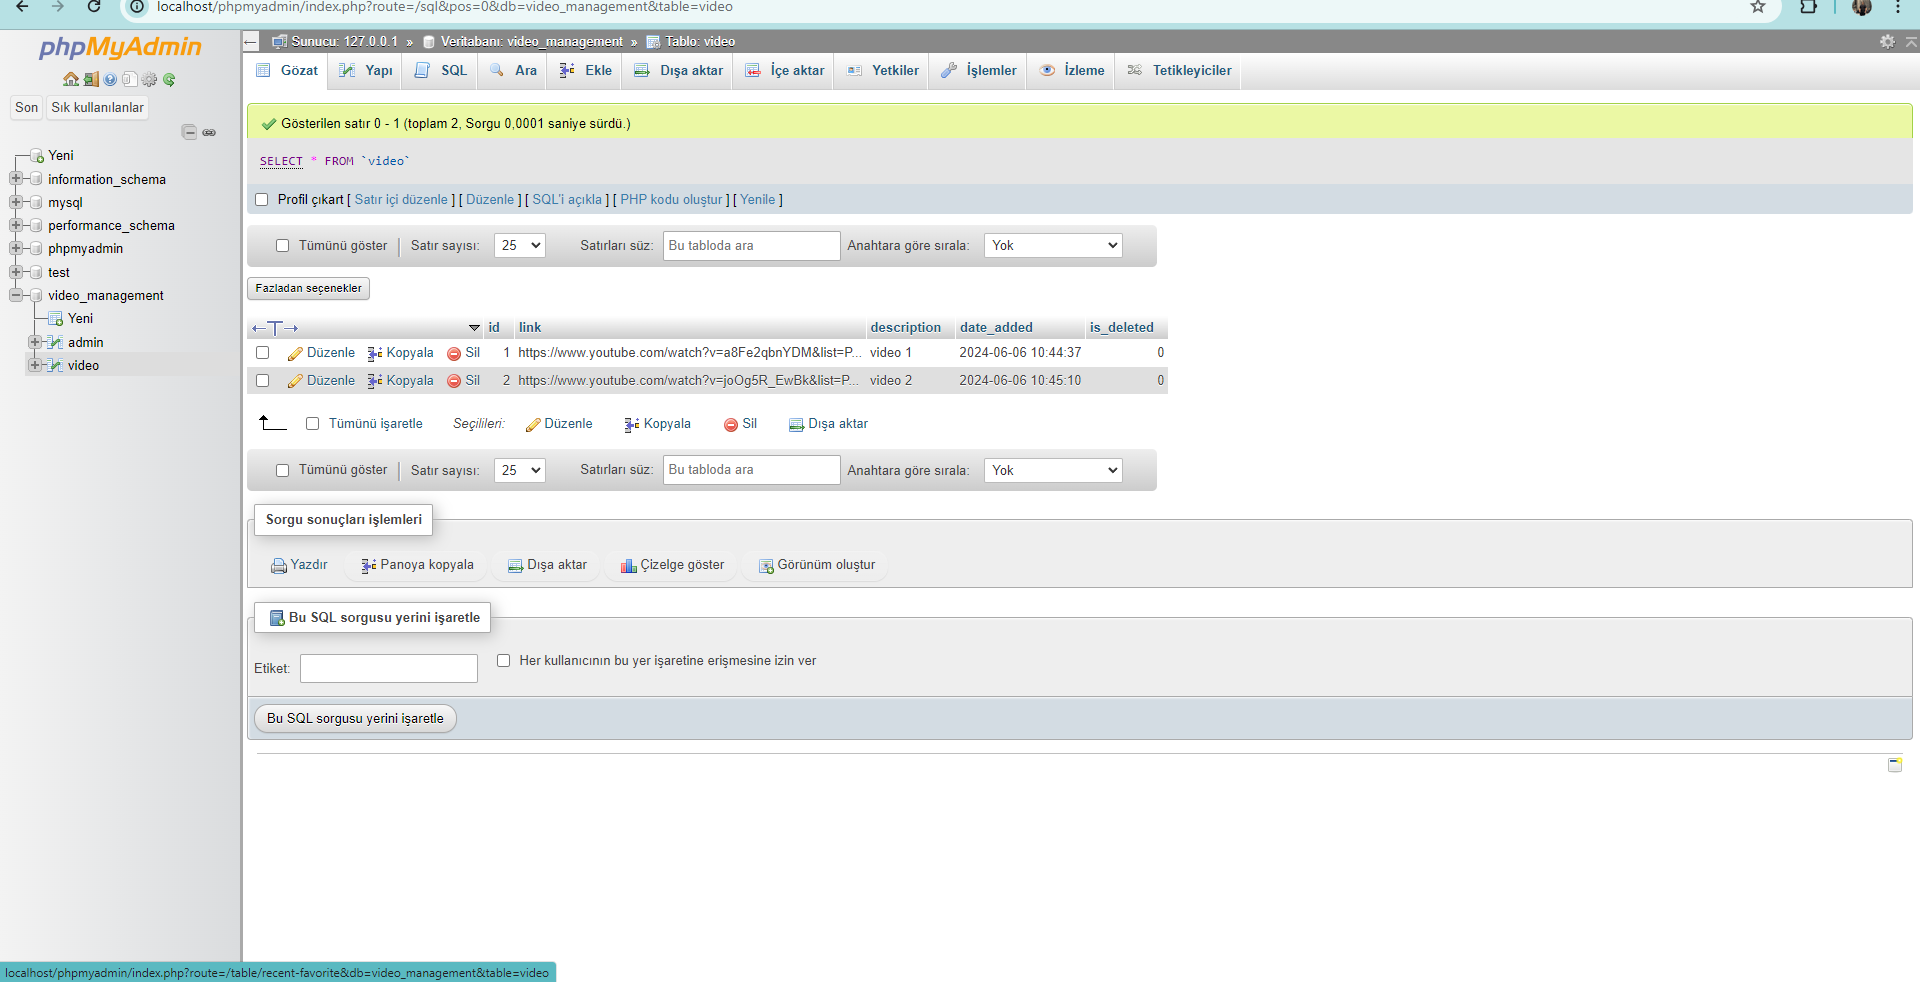 localhost/phpmyadmin/index.php?route=/sql&pos=0&db=video_management&table=video
phpMyAdmin
Son Sık kullanılanlar
Yeni
information_schema
mysql
performance_schema
phpmyadmin
test
video_management
Yeni
admin
video
Sunucu: 127.0.0.1 » Veritabanı: video_management » Tablo: video
Gözat Yapı SQL Ara Ekle Dışa aktar İçe aktar Yetkiler İşlemler İzleme Tetikleyiciler
Gösterilen satır 0 - 1 (toplam 2, Sorgu 0,0001 saniye sürdü.)
SELECT * FROM `video`
Profil çıkart [ Satır içi düzenle ] [ Düzenle ] [ SQL'i açıkla ] [ PHP kodu oluştur ] [ Yenile ]
Tümünü göster | Satır sayısı: 25 Satırları süz: Bu tabloda ara Anahtara göre sırala: Yok
Fazladan seçenekler
←T→ id link description date_added is_deleted
Düzenle Kopyala Sil 1 https://www.youtube.com/watch?v=a8Fe2qbnYDM&list=P... video 1 2024-06-06 10:44:37 0
Düzenle Kopyala Sil 2 https://www.youtube.com/watch?v=joOg5R_EwBk&list=P... video 2 2024-06-06 10:45:10 0
Tümünü işaretle Seçilileri: Düzenle Kopyala Sil Dışa aktar
Tümünü göster | Satır sayısı: 25 Satırları süz: Bu tabloda ara Anahtara göre sırala: Yok
Sorgu sonuçları işlemleri
Yazdır Panoya kopyala Dışa aktar Çizelge göster Görünüm oluştur
Bu SQL sorgusu yerini işaretle
Etiket: Her kullanıcının bu yer işaretine erişmesine izin ver
Bu SQL sorgusu yerini işaretle
localhost/phpmyadmin/index.php?route=/table/recent-favorite&db=video_management&table=video